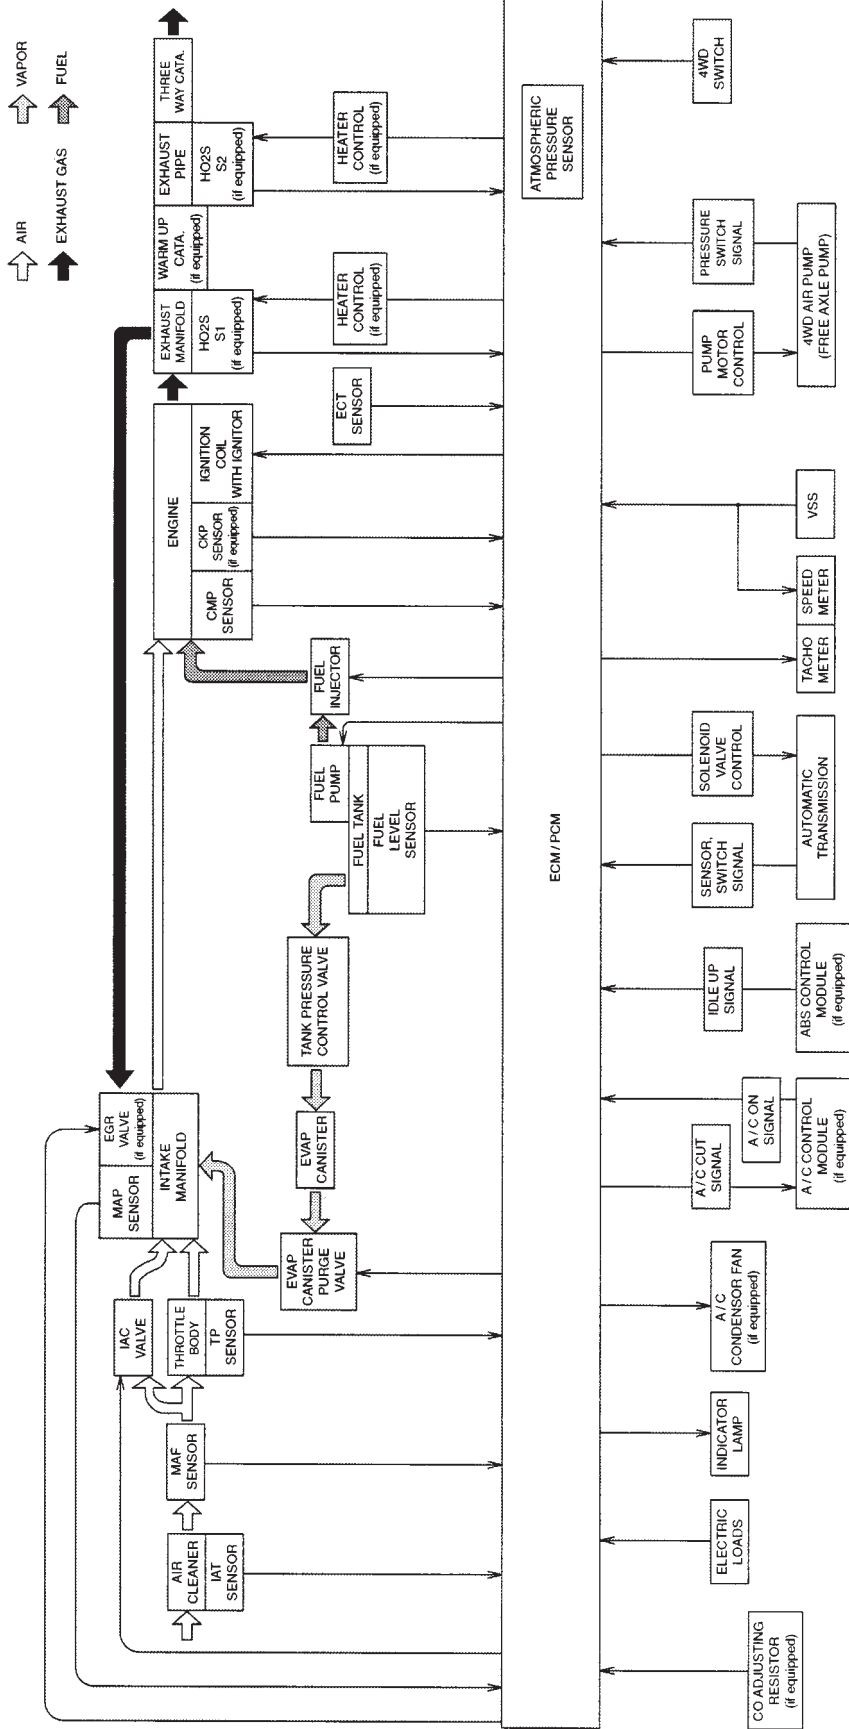 AIR
VAPOR
EXHAUST GAS
FUEL
AIR
CLEANER
IAT
SENSOR
MAF
SENSOR
IAC
VALVE
THROTTLE
BODY
TP
SENSOR
MAP
SENSOR
EGR
VALVE
(if equipped)
INTAKE
MANIFOLD
EVAP
CANISTER
PURGE
VALVE
EVAP
CANISTER
TANK PRESSURE
CONTROL VALVE
FUEL
PUMP
FUEL TANK
FUEL
LEVEL
SENSOR
FUEL
INJECTOR
ENGINE
CMP
SENSOR
CKP
SENSOR
(if equipped)
IGNITION
COIL
WITH IGNITOR
ECT
SENSOR
EXHAUST
MANIFOLD
HO2S
S1
(if equipped)
HEATER
CONTROL
(if equipped)
WARM UP
CATA.
(if equipped)
EXHAUST
PIPE
HO2S
S2
(if equipped)
HEATER
CONTROL
(if equipped)
THREE
WAY CATA.
ECM / PCM
ATMOSPHERIC
PRESSURE
SENSOR
CO ADJUSTING
RESISTOR
(if equipped)
ELECTRIC
LOADS
INDICATOR
LAMP
A / C
CONDENSOR FAN
(if equipped)
A / C CUT
SIGNAL
A / C ON
SIGNAL
A / C CONTROL
MODULE
(if equipped)
IDLE UP
SIGNAL
ABS CONTROL
MODULE
(if equipped)
SENSOR,
SWITCH
SIGNAL
SOLENOID
VALVE
CONTROL
AUTOMATIC
TRANSMISSION
TACHO
METER
SPEED
METER
VSS
PUMP
MOTOR
CONTROL
PRESSURE
SWITCH
SIGNAL
4WD AIR PUMP
(FREE AXLE PUMP)
4WD
SWITCH